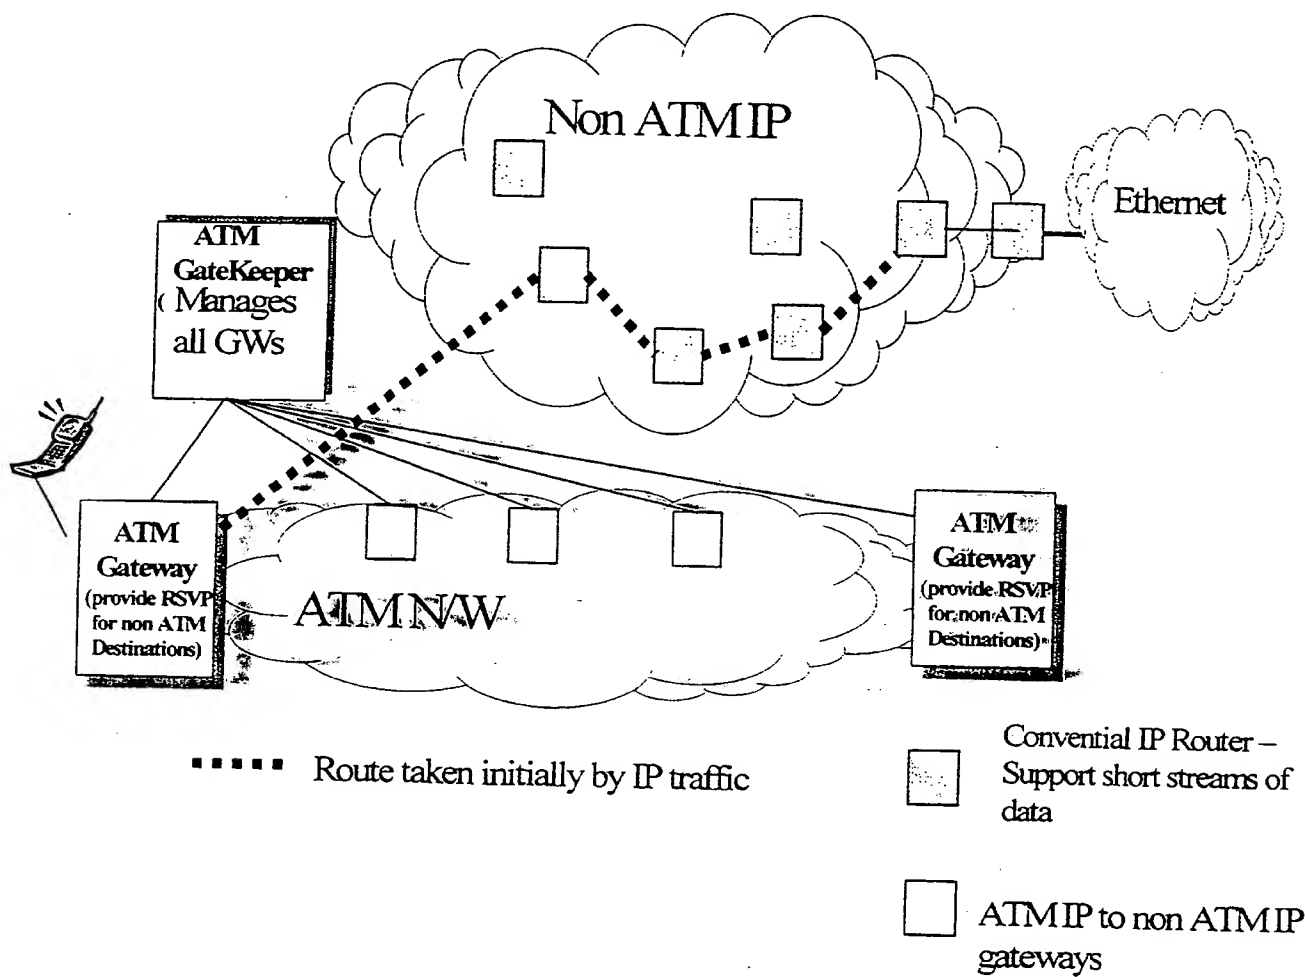 Non ATM IP
Ethernet
ATM
GateKeeper
( Manages
all GWs
ATM
Gateway
(provide RSVP
for non ATM
Destinations)
ATM N/W
ATM
Gateway
(provide RSVP
for non ATM
Destinations)
Route taken initially by IP traffic
Convential IP Router –
Support short streams of
data
ATM IP to non ATM IP
gateways